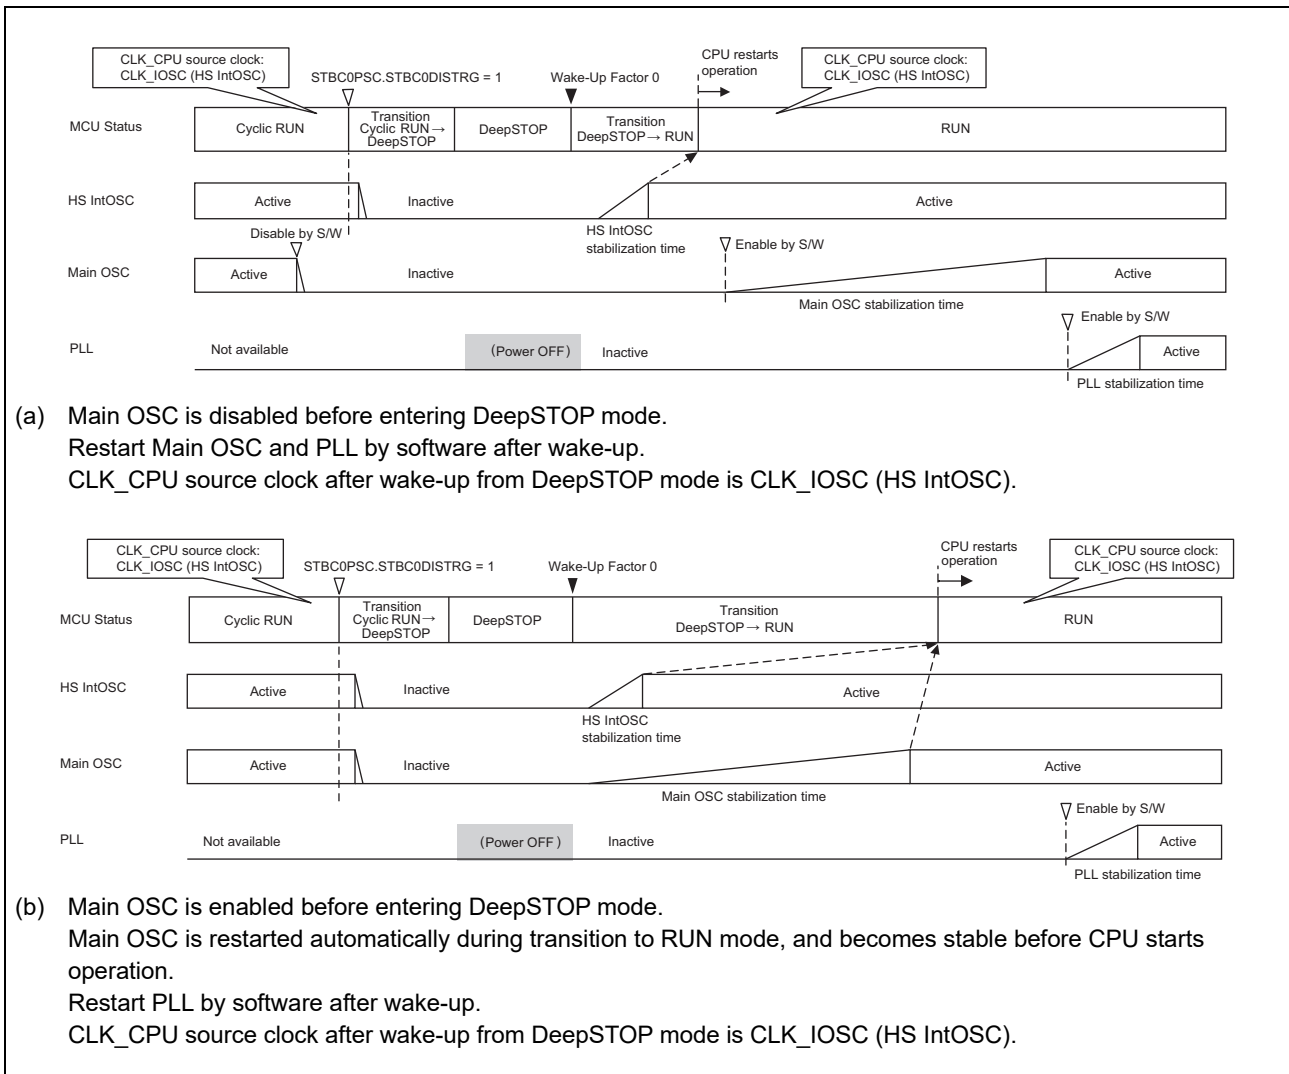 CLK_CPU source clock:
CLK_IOSC (HS IntOSC)
STBC0PSC.STBC0DISTRG = 1
Wake-Up Factor 0
CPU restarts
operation
CLK_CPU source clock:
CLK_IOSC (HS IntOSC)
MCU Status
Cyclic RUN
Transition
Cyclic RUN→
DeepSTOP
DeepSTOP
Transition
DeepSTOP→ RUN
RUN
HS IntOSC
Active
Inactive
Active
Disable by S/W
HS IntOSC
stabilization time
Enable by S/W
Main OSC
Active
Inactive
Active
Main OSC stabilization time
Enable by S/W
PLL
Not available
(Power OFF)
Inactive
Active
PLL stabilization time
(a) Main OSC is disabled before entering DeepSTOP mode.
Restart Main OSC and PLL by software after wake-up.
CLK_CPU source clock after wake-up from DeepSTOP mode is CLK_IOSC (HS IntOSC).
CLK_CPU source clock:
CLK_IOSC (HS IntOSC)
STBC0PSC.STBC0DISTRG = 1
Wake-Up Factor 0
CPU restarts
operation
CLK_CPU source clock:
CLK_IOSC (HS IntOSC)
MCU Status
Cyclic RUN
Transition
Cyclic RUN→
DeepSTOP
DeepSTOP
Transition
DeepSTOP→ RUN
RUN
HS IntOSC
Active
Inactive
Active
HS IntOSC
stabilization time
Main OSC
Active
Inactive
Active
Main OSC stabilization time
Enable by S/W
PLL
Not available
(Power OFF)
Inactive
Active
PLL stabilization time
(b) Main OSC is enabled before entering DeepSTOP mode.
Main OSC is restarted automatically during transition to RUN mode, and becomes stable before CPU starts
operation.
Restart PLL by software after wake-up.
CLK_CPU source clock after wake-up from DeepSTOP mode is CLK_IOSC (HS IntOSC).